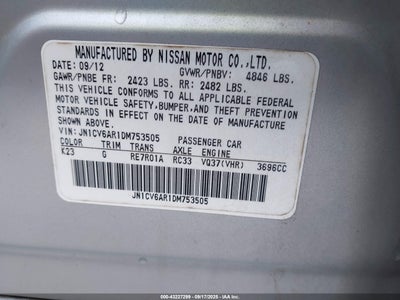 MANUFACTURED BY NISSAN MOTOR CO.,LTD.
DATE: 09/12 GVWR/PNBV: 4846 LBS.
GAWR/PNBE FR: 2423 LBS. RR: 2482 LBS.
THIS VEHICLE CONFORMS TO ALL APPLICABLE FEDERAL
MOTOR VEHICLE SAFETY,BUMPER, AND THEFT PREVENTION
STANDARDS IN EFFECT ON THE DATE OF MANUFACTURE
SHOWN ABOVE.
VIN: JN1CV6AR1DM753505 PASSENGER CAR
COLOR TRIM TRANS AXLE ENGINE
K23 G RE7R01A RC33 VQ37(VHR) 3696CC
JN1CV6AR1DM753505
000-43227299 - 09/17/2025 - IAA